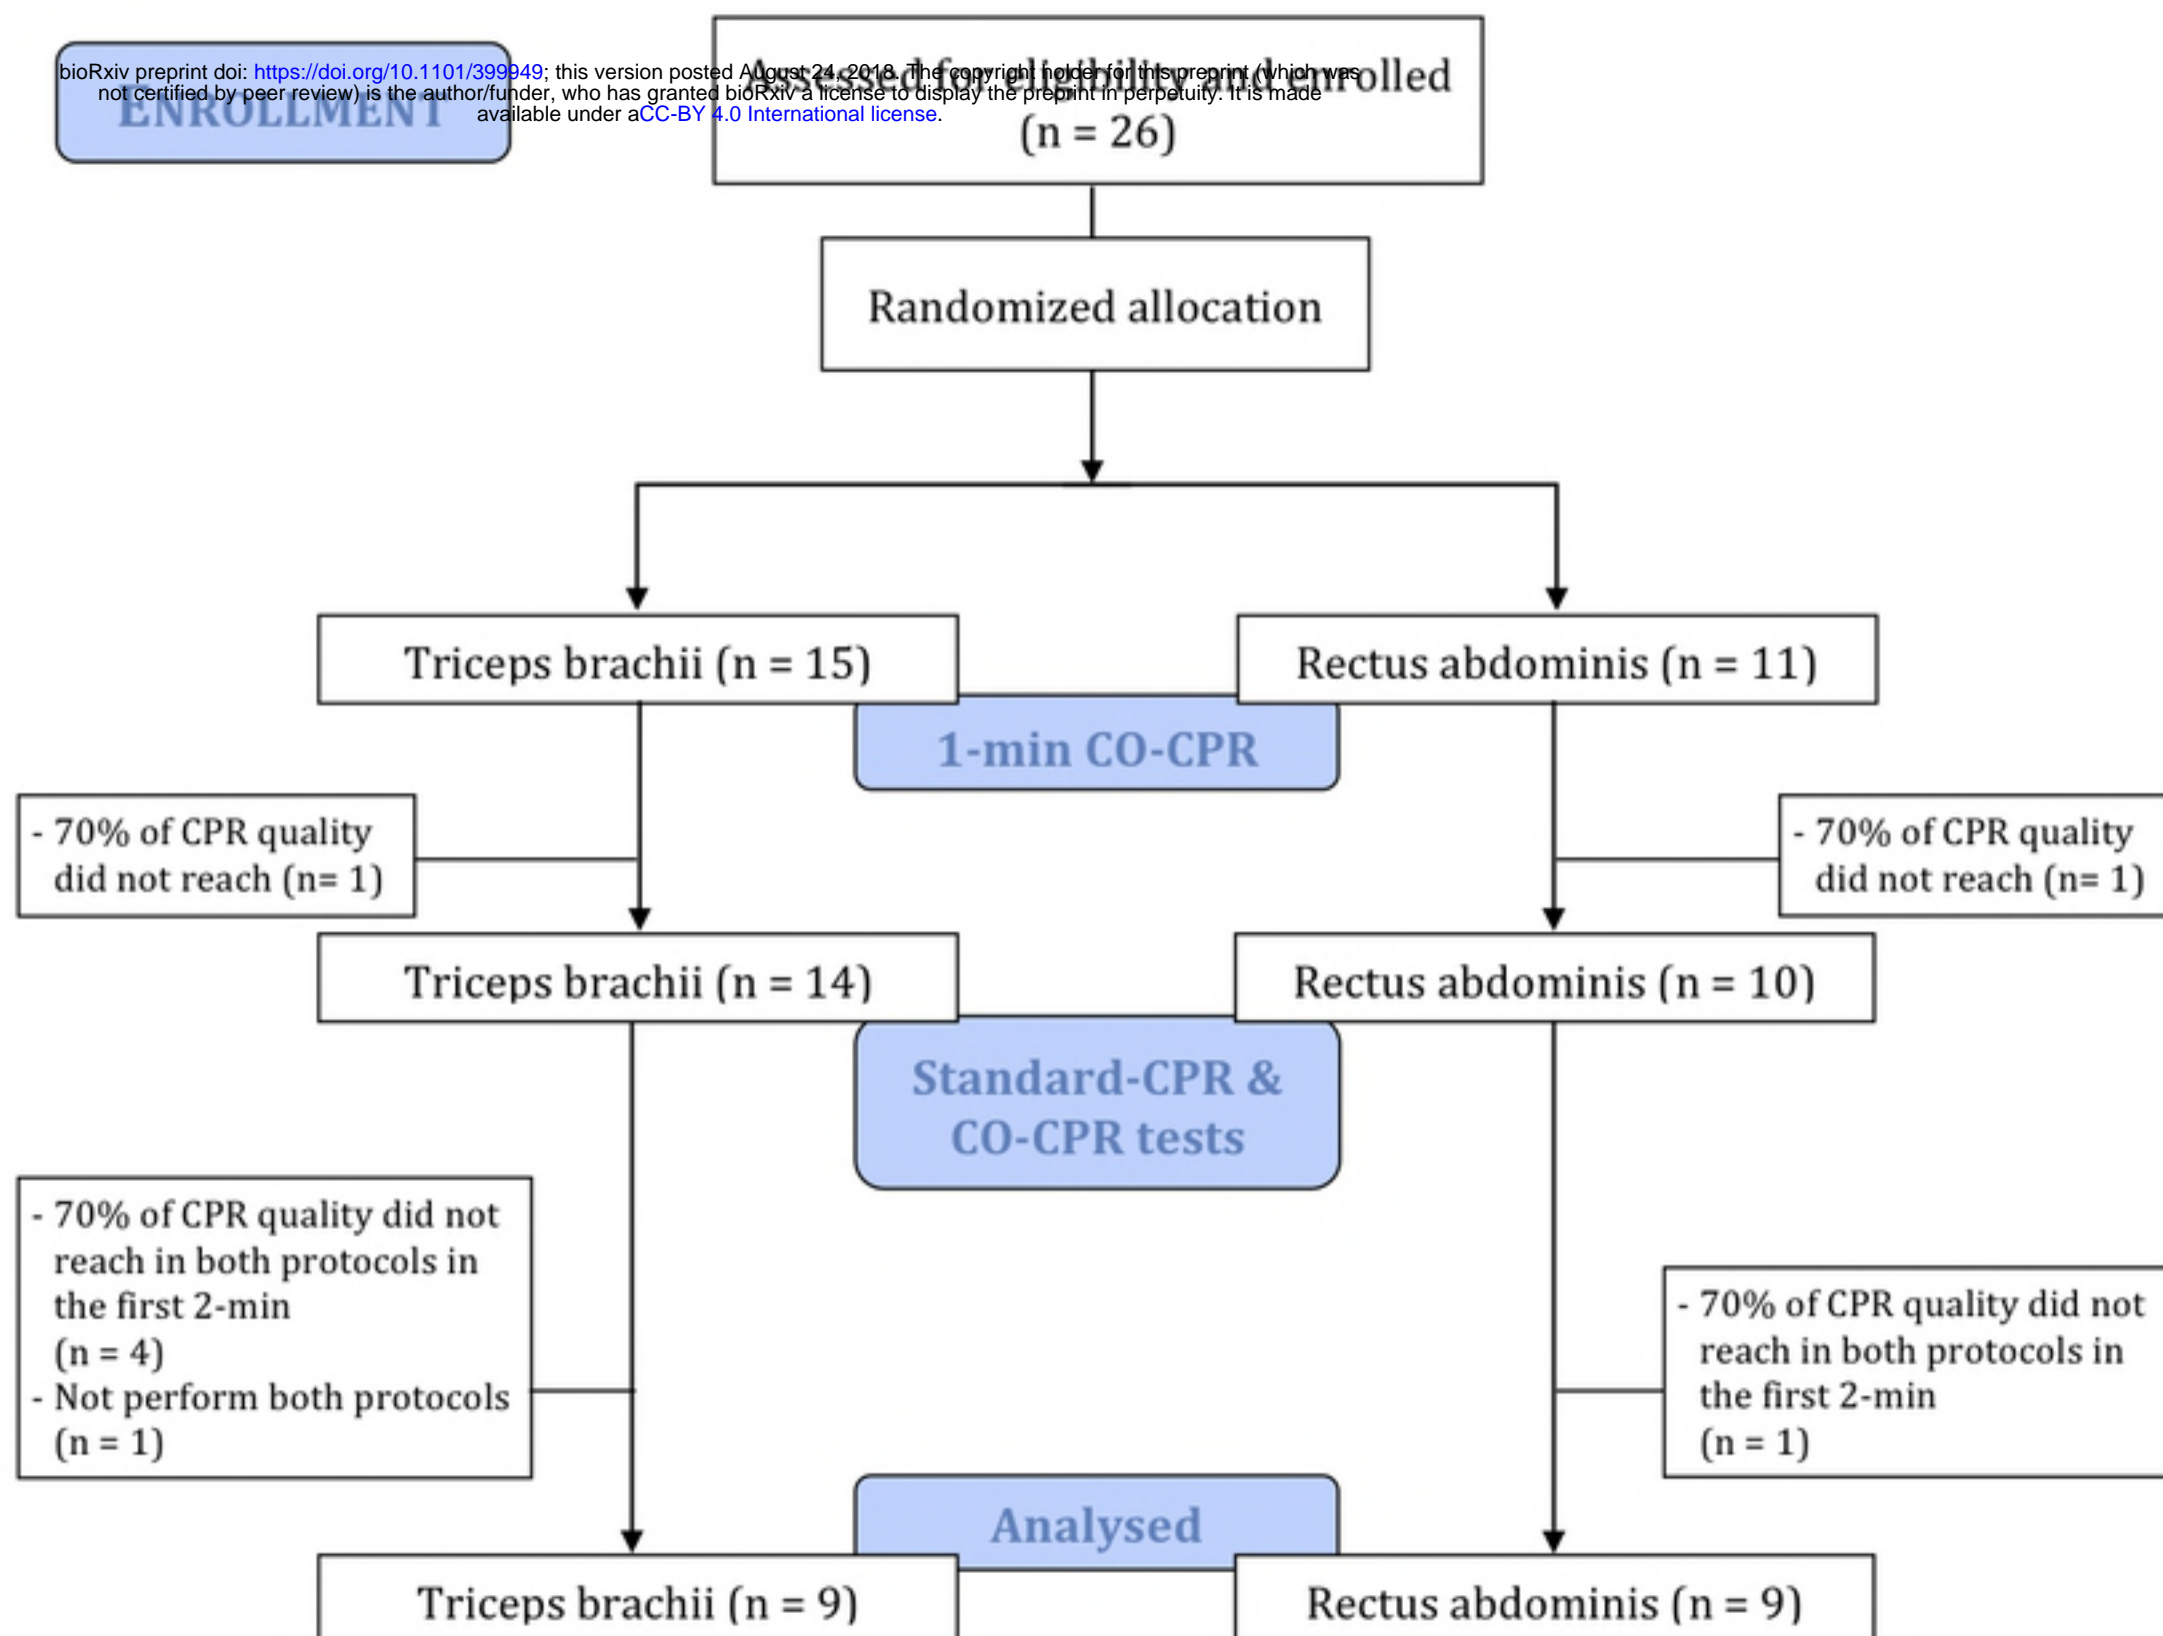 bioRxiv preprint doi: https://doi.org/10.1101/399949; this version posted August 24, 2018. The copyright holder for this preprint (which was
not certified by peer review) is the author/funder, who has granted bioRxiv a license to display the preprint in perpetuity. It is made
available under aCC-BY 4.0 International license.
ENROLLMENT
Assessed for eligibility and enrolled
(n = 26)
Randomized allocation
Triceps brachii (n = 15)
Rectus abdominis (n = 11)
1-min CO-CPR
- 70% of CPR quality
did not reach (n= 1)
- 70% of CPR quality
did not reach (n= 1)
Triceps brachii (n = 14)
Rectus abdominis (n = 10)
Standard-CPR &
CO-CPR tests
- 70% of CPR quality did not
reach in both protocols in
the first 2-min
(n = 4)
- Not perform both protocols
(n = 1)
- 70% of CPR quality did not
reach in both protocols in
the first 2-min
(n = 1)
Analysed
Triceps brachii (n = 9)
Rectus abdominis (n = 9)